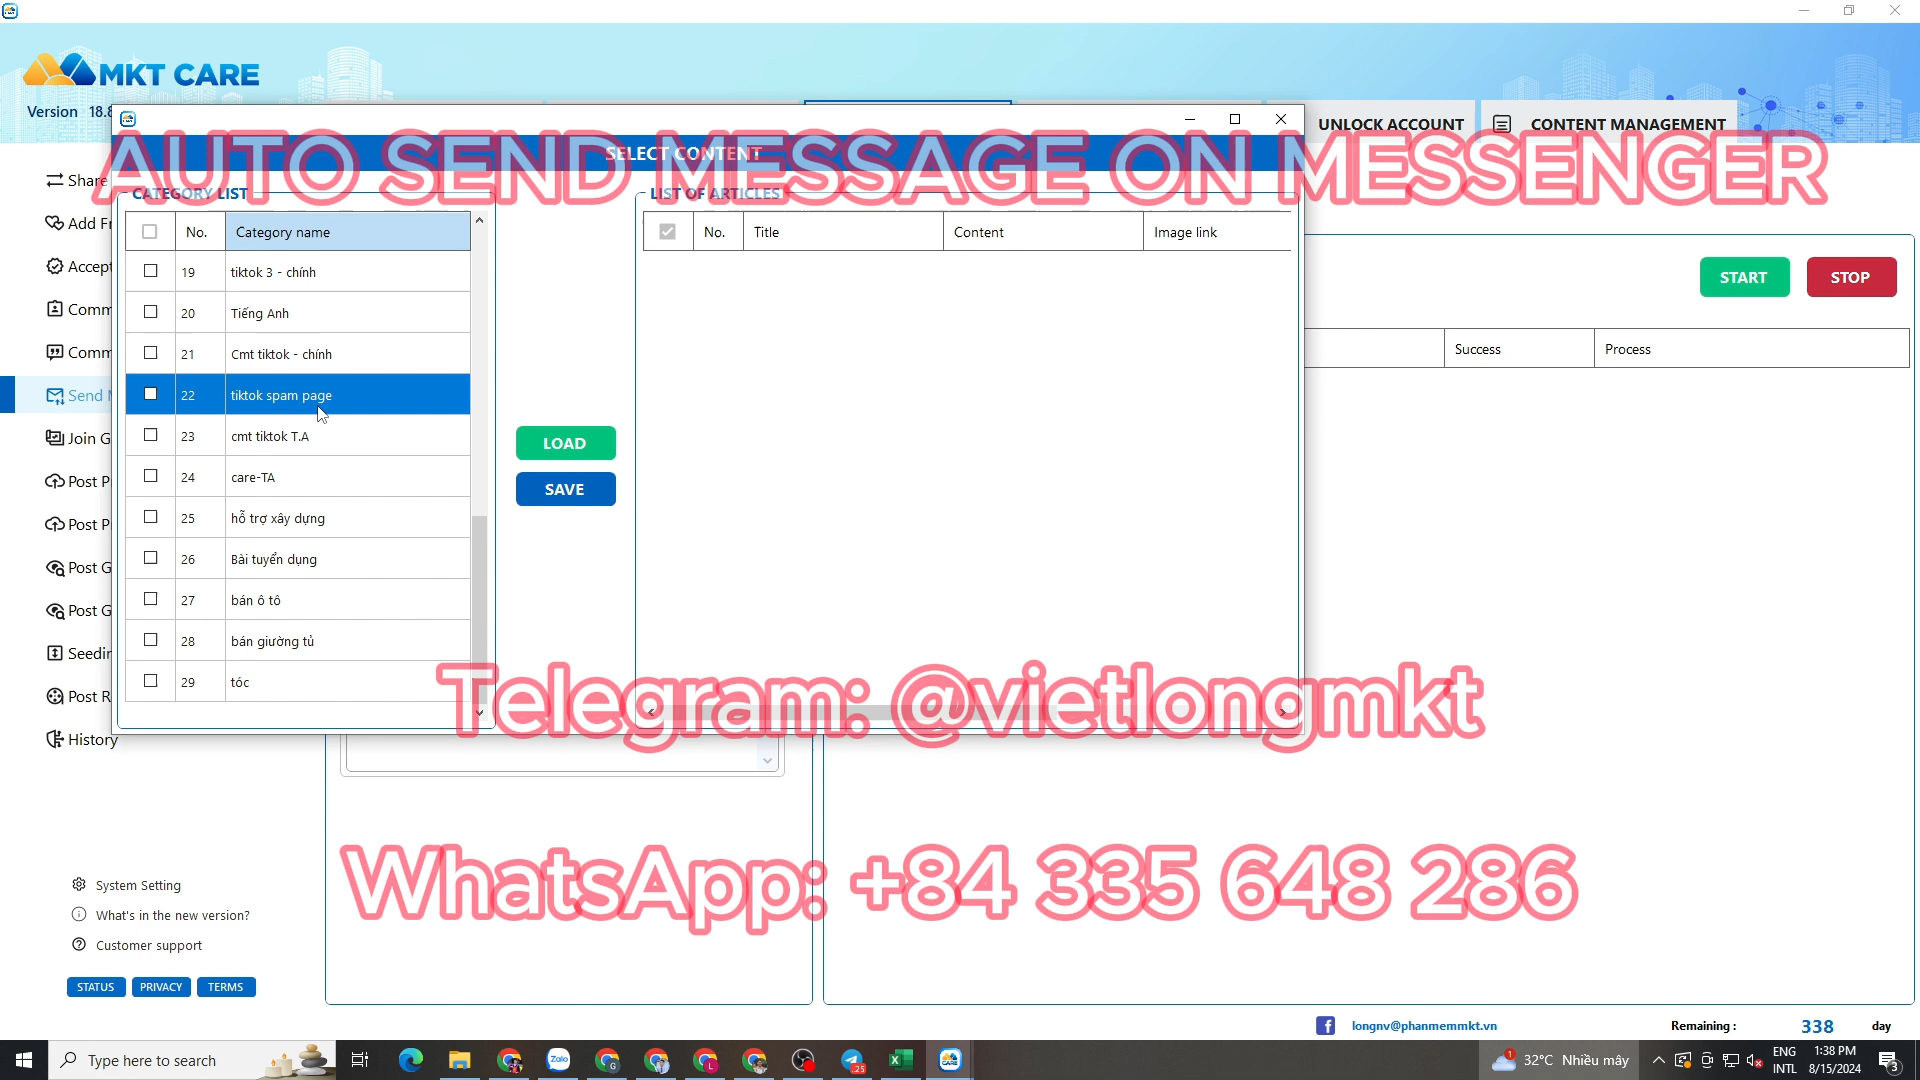 MKT CARE
Version 18.8
UNLOCK ACCOUNT
CONTENT MANAGEMENT
AUTO SEND MESSAGE ON MESSENGER
SELECT CONTENT
CATEGORY LIST
No. Category name
19 tiktok 3 - chính
20 Tiếng Anh
21 Cmt tiktok - chính
22 tiktok spam page
23 cmt tiktok T.A
24 care-TA
25 hỗ trợ xây dựng
26 Bài tuyển dụng
27 bán ô tô
28 bán giường tủ
29 tóc
LOAD
SAVE
LIST OF ARTICLES
No. Title Content Image link
START STOP
Success Process
Share
Add Fr
Accept
Comm
Comm
Send M
Join G
Post P
Post P
Post G
Post G
Seedin
Post R
History
Telegram: @vietlongmkt
WhatsApp: +84 335 648 286
System Setting
What's in the new version?
Customer support
STATUS PRIVACY TERMS
longnv@phanmemmkt.vn
Remaining : 338 day
Type here to search
Zalo
G
L
25
CARE
1
32°C Nhiều mây
ENG
INTL
1:38 PM
8/15/2024
3